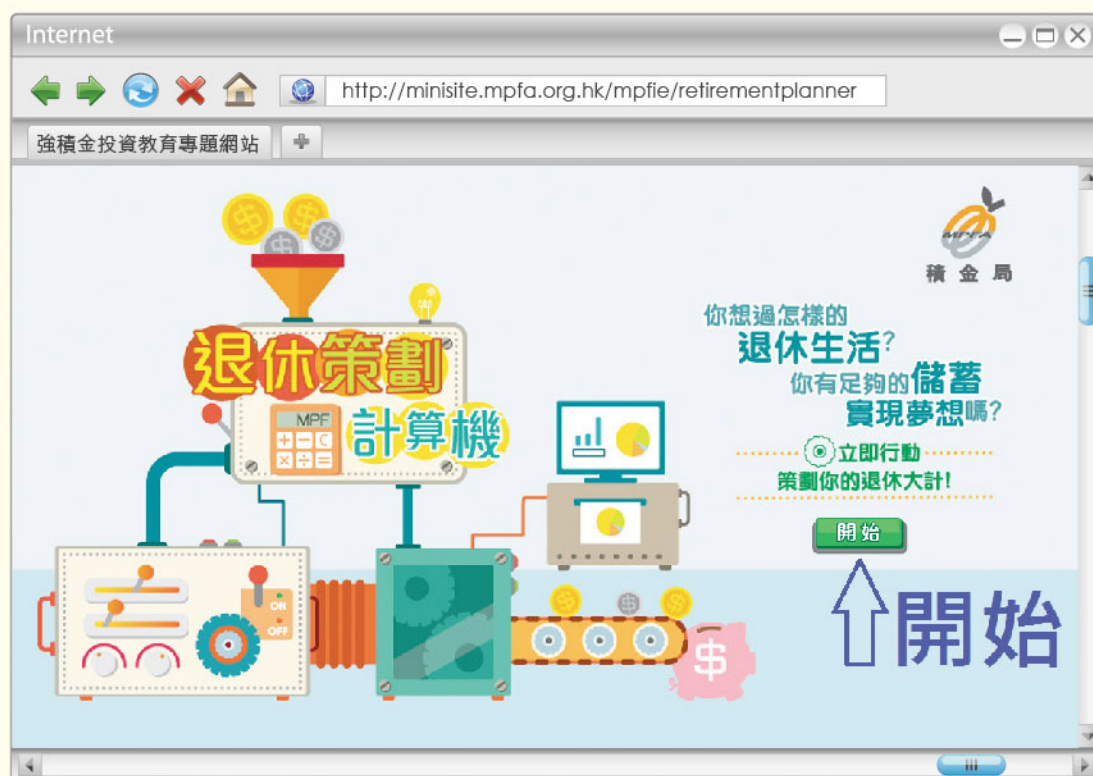 Internet
http://minisite.mpfa.org.hk/mpfie/retirementplanner
強積金投資教育專題網站
MPFA
積金局
退休策劃
MPF
計算機
你想過怎樣的
退休生活?
你有足夠的儲蓄
實現夢想嗎?
立即行動
策劃你的退休大計!
開始
開始
ON
OFF